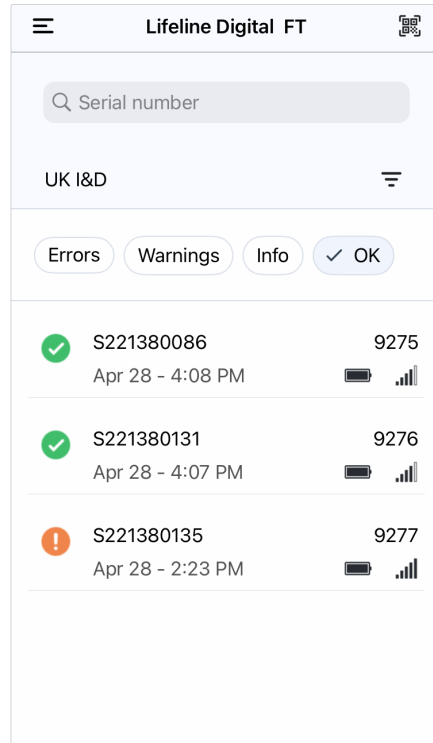 Lifeline Digital FT
Serial number
UK I&D
Errors Warnings Info OK
S221380086 9275
Apr 28 - 4:08 PM
S221380131 9276
Apr 28 - 4:07 PM
S221380135 9277
Apr 28 - 2:23 PM